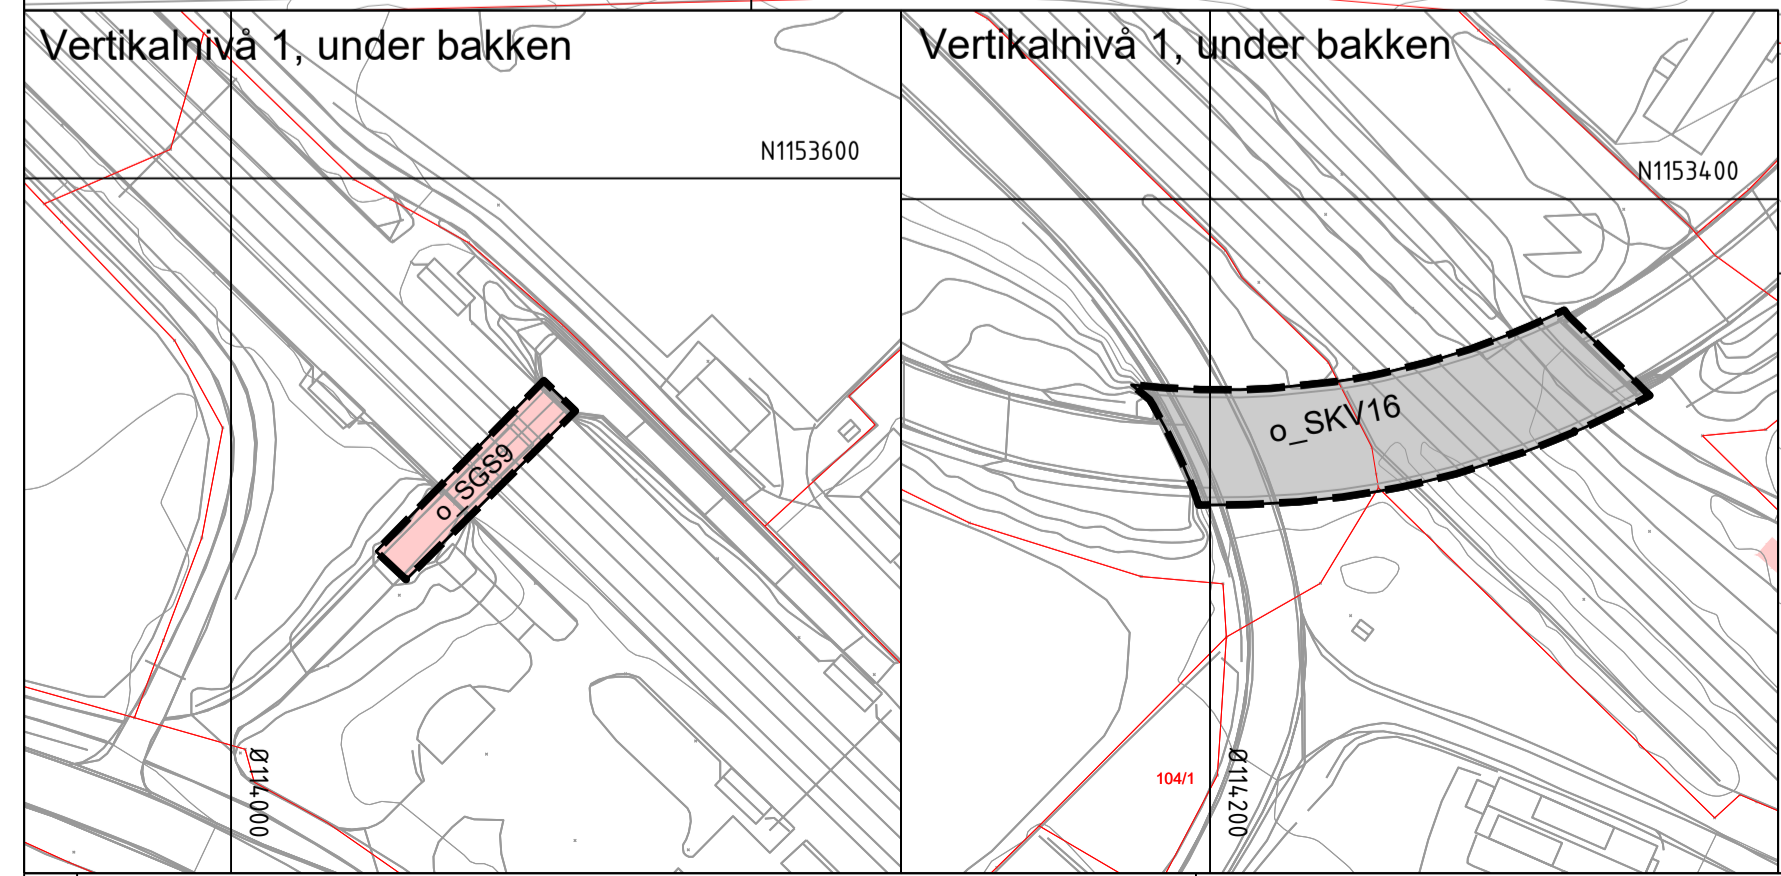 Vertikalnivå 1, under bakken
N1153600
o_SGS9
Ø114000
Vertikalnivå 1, under bakken
N1153400
o_SKV16
104/1
Ø114200